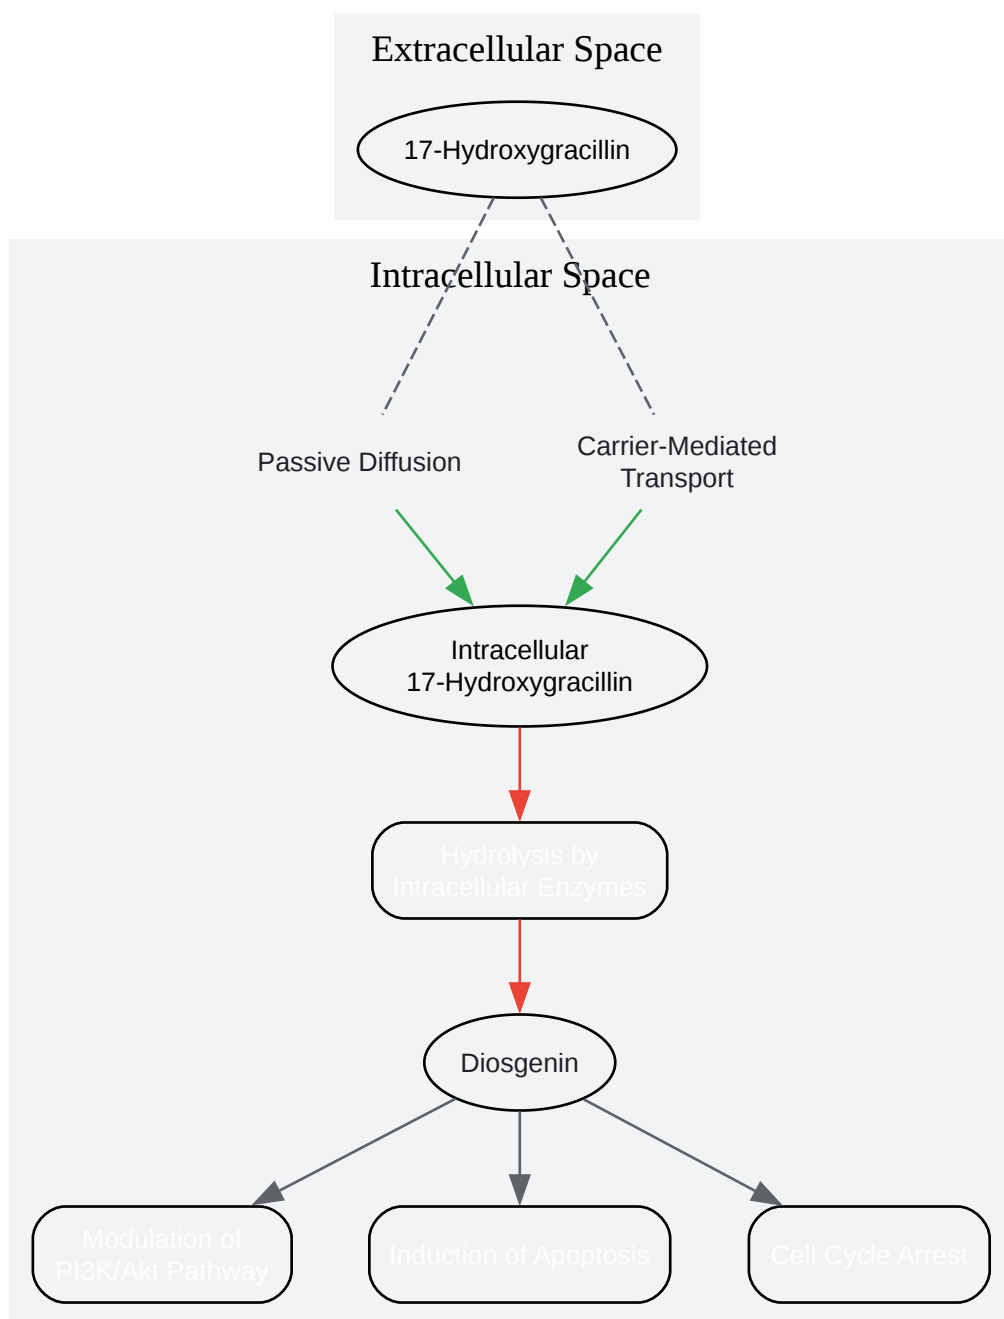 Extracellular Space
17-Hydroxygracillin
Intracellular Space
Passive Diffusion
Carrier-Mediated
Transport
Intracellular
17-Hydroxygracillin
Hydrolysis by
Intracellular Enzymes
Diosgenin
Modulation of
PI3K/Akt Pathway
Induction of Apoptosis
Cell Cycle Arrest